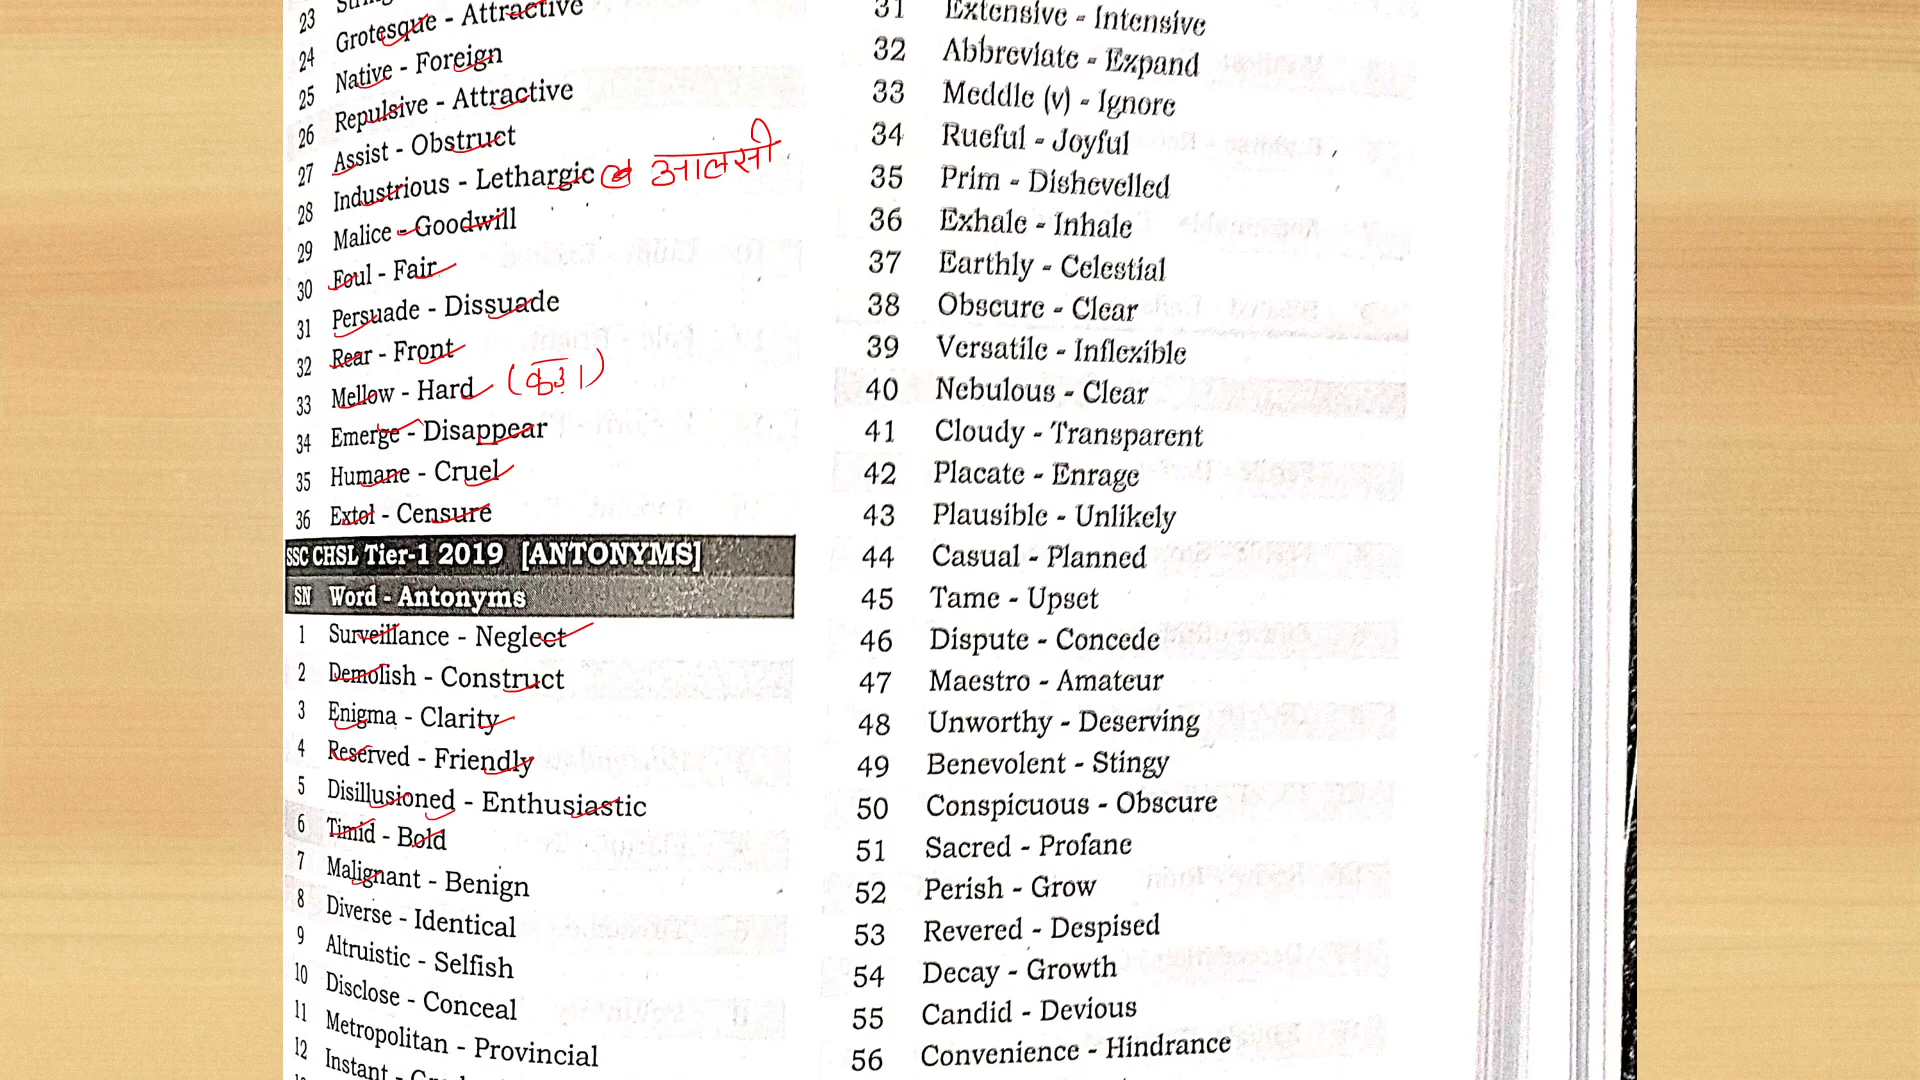 23
24 Grotesque - Attractive
25 Native - Foreign
26 Repulsive - Attractive
27 Assist - Obstruct
28 Industrious - Lethargic आलसी
29 Malice - Goodwill
30 Foul - Fair
31 Persuade - Dissuade
32 Rear - Front
33 Mellow - Hard
34 Emerge - Disappear
35 Humane - Cruel
36 Extol - Censure
SSC CHSL Tier-1 2019 [ANTONYMS]
SN Word - Antonyms
1 Surveillance - Neglect
2 Demolish - Construct
3 Enigma - Clarity
4 Reserved - Friendly
5 Disillusioned - Enthusiastic
6 Timid - Bold
7 Malignant - Benign
8 Diverse - Identical
9 Altruistic - Selfish
10 Disclose - Conceal
11 Metropolitan - Provincial
12 Instant -
31 Extensive - Intensive
32 Abbreviate - Expand
33 Meddle (v) - Ignore
34 Rueful - Joyful
35 Prim - Dishevelled
36 Exhale - Inhale
37 Earthly - Celestial
38 Obscure - Clear
39 Versatile - Inflexible
40 Nebulous - Clear
41 Cloudy - Transparent
42 Placate - Enrage
43 Plausible - Unlikely
44 Casual - Planned
45 Tame - Upset
46 Dispute - Concede
47 Maestro - Amateur
48 Unworthy - Deserving
49 Benevolent - Stingy
50 Conspicuous - Obscure
51 Sacred - Profane
52 Perish - Grow
53 Revered - Despised
54 Decay - Growth
55 Candid - Devious
56 Convenience - Hindrance